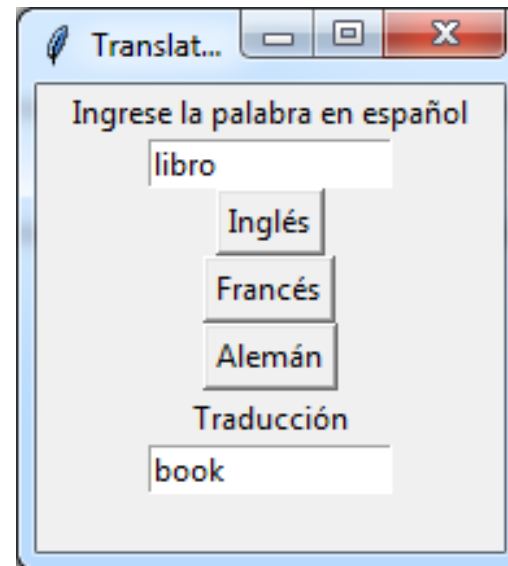 Translat...
Ingrese la palabra en español
libro
Inglés
Francés
Alemán
Traducción
book